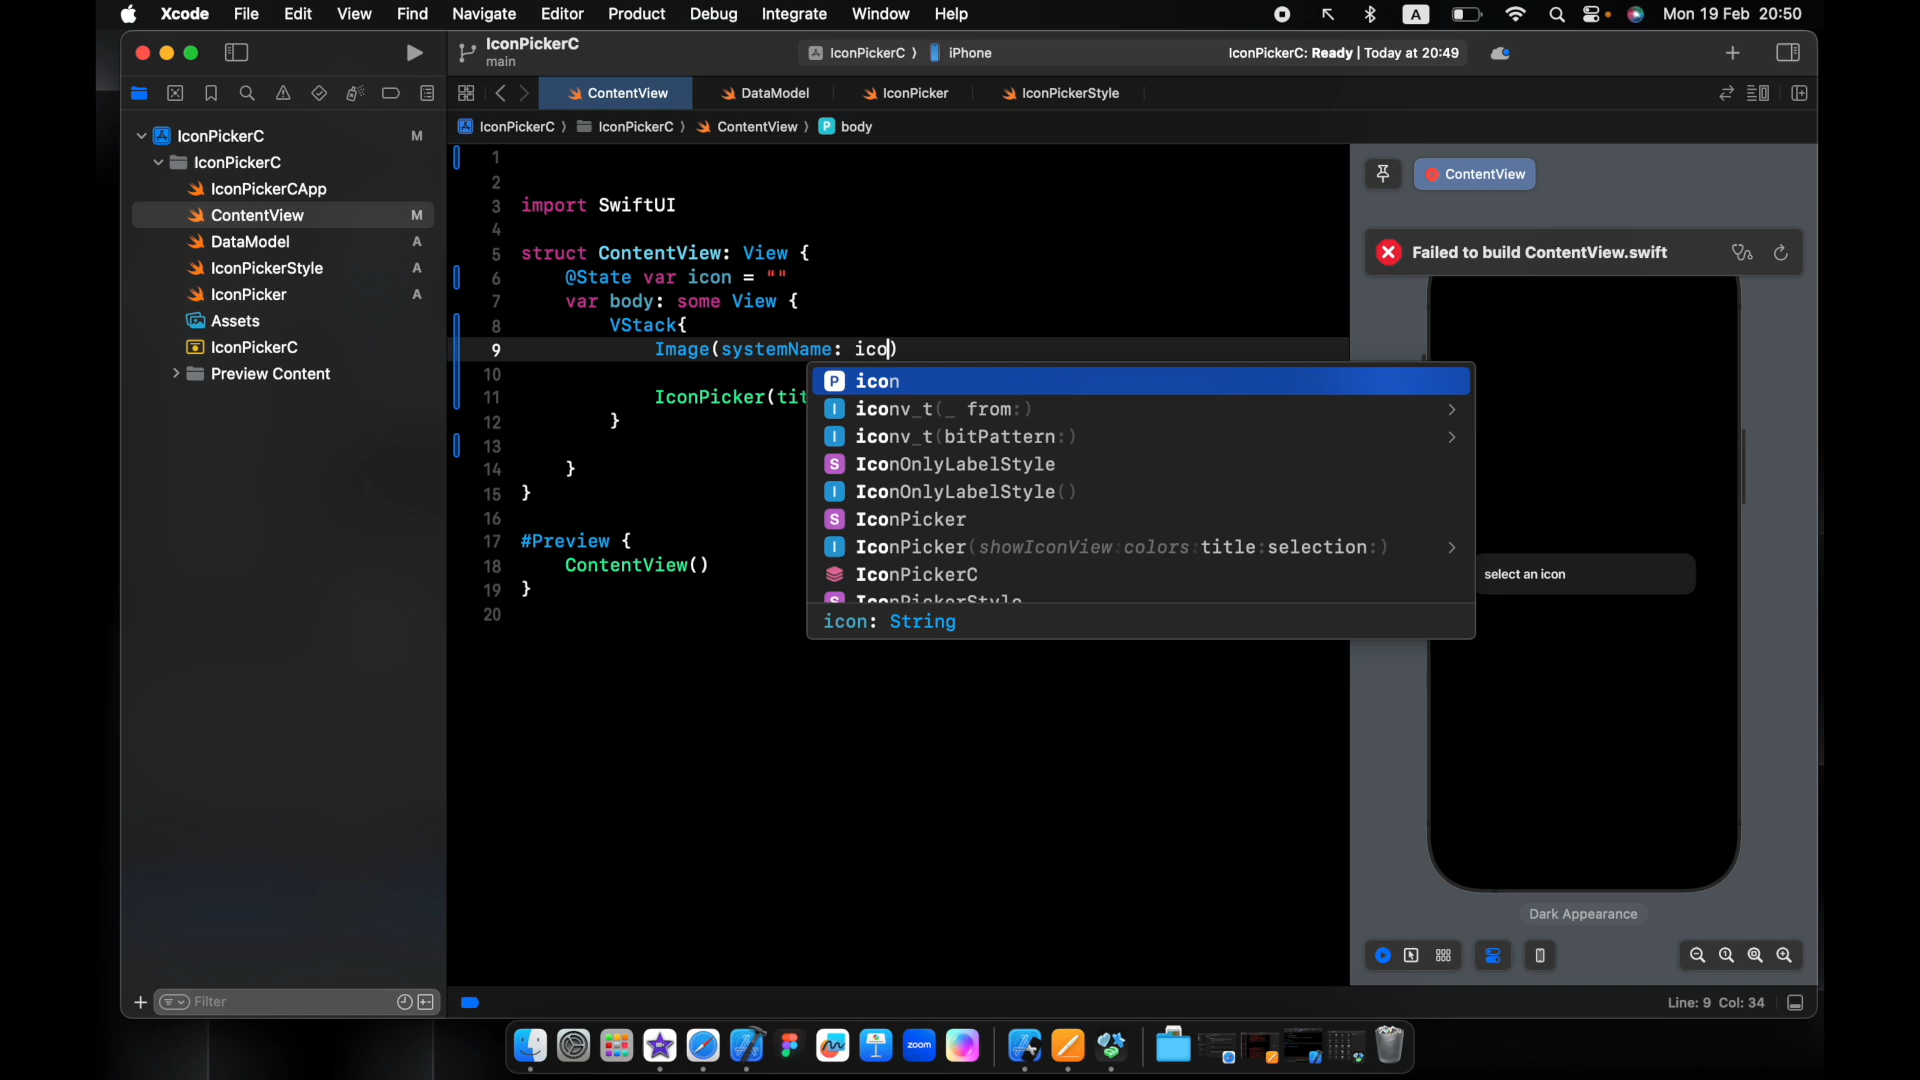 Xcode File Edit View Find Navigate Editor Product Debug Integrate Window Help A Mon 19 Feb 20:50
IconPickerC
main
IconPickerC 〉 iPhone
IconPickerC: Ready | Today at 20:49
ContentView DataModel IconPicker IconPickerStyle
IconPickerC 〉 IconPickerC 〉 ContentView 〉 P body
IconPickerC M
IconPickerC
IconPickerCApp
ContentView M
DataModel A
IconPickerStyle A
IconPicker A
Assets
IconPickerC
Preview Content
1
2
3 import SwiftUI
4
5 struct ContentView: View {
6 @State var icon = ""
7 var body: some View {
8 VStack{
9 Image(systemName: ico)
10
11 IconPicker(tit
12 }
13
14 }
15 }
16
17 #Preview {
18 ContentView()
19 }
20
P icon
I iconv_t(_ from:)
I iconv_t(bitPattern:)
S IconOnlyLabelStyle
I IconOnlyLabelStyle()
S IconPicker
I IconPicker(showIconView:colors:title:selection:)
IconPickerC
S IconPickerStyle
icon: String
ContentView
Failed to build ContentView.swift
select an icon
Dark Appearance
Filter
Line: 9 Col: 34
zoom